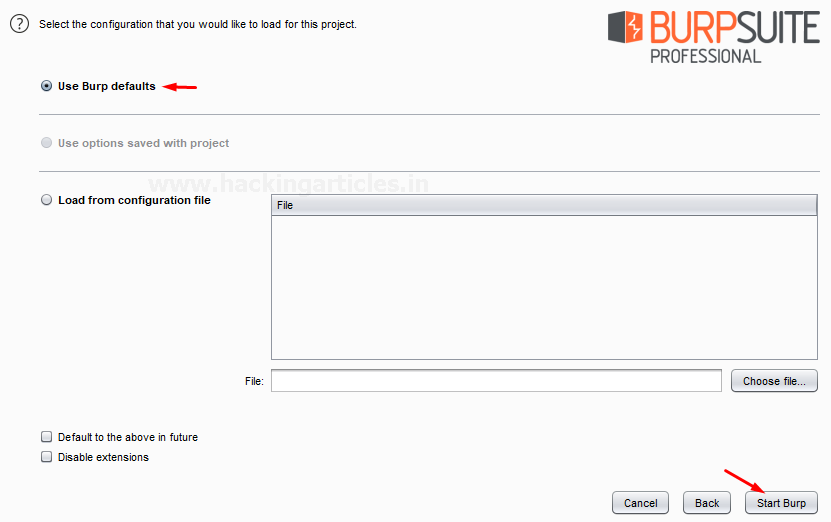 ?
Select the configuration that you would like to load for this project.
BURPSUITE
PROFESSIONAL
Use Burp defaults
Use options saved with project
www.hackingarticles.in
Load from configuration file
File
File:
Choose file...
Default to the above in future
Disable extensions
Cancel
Back
Start Burp